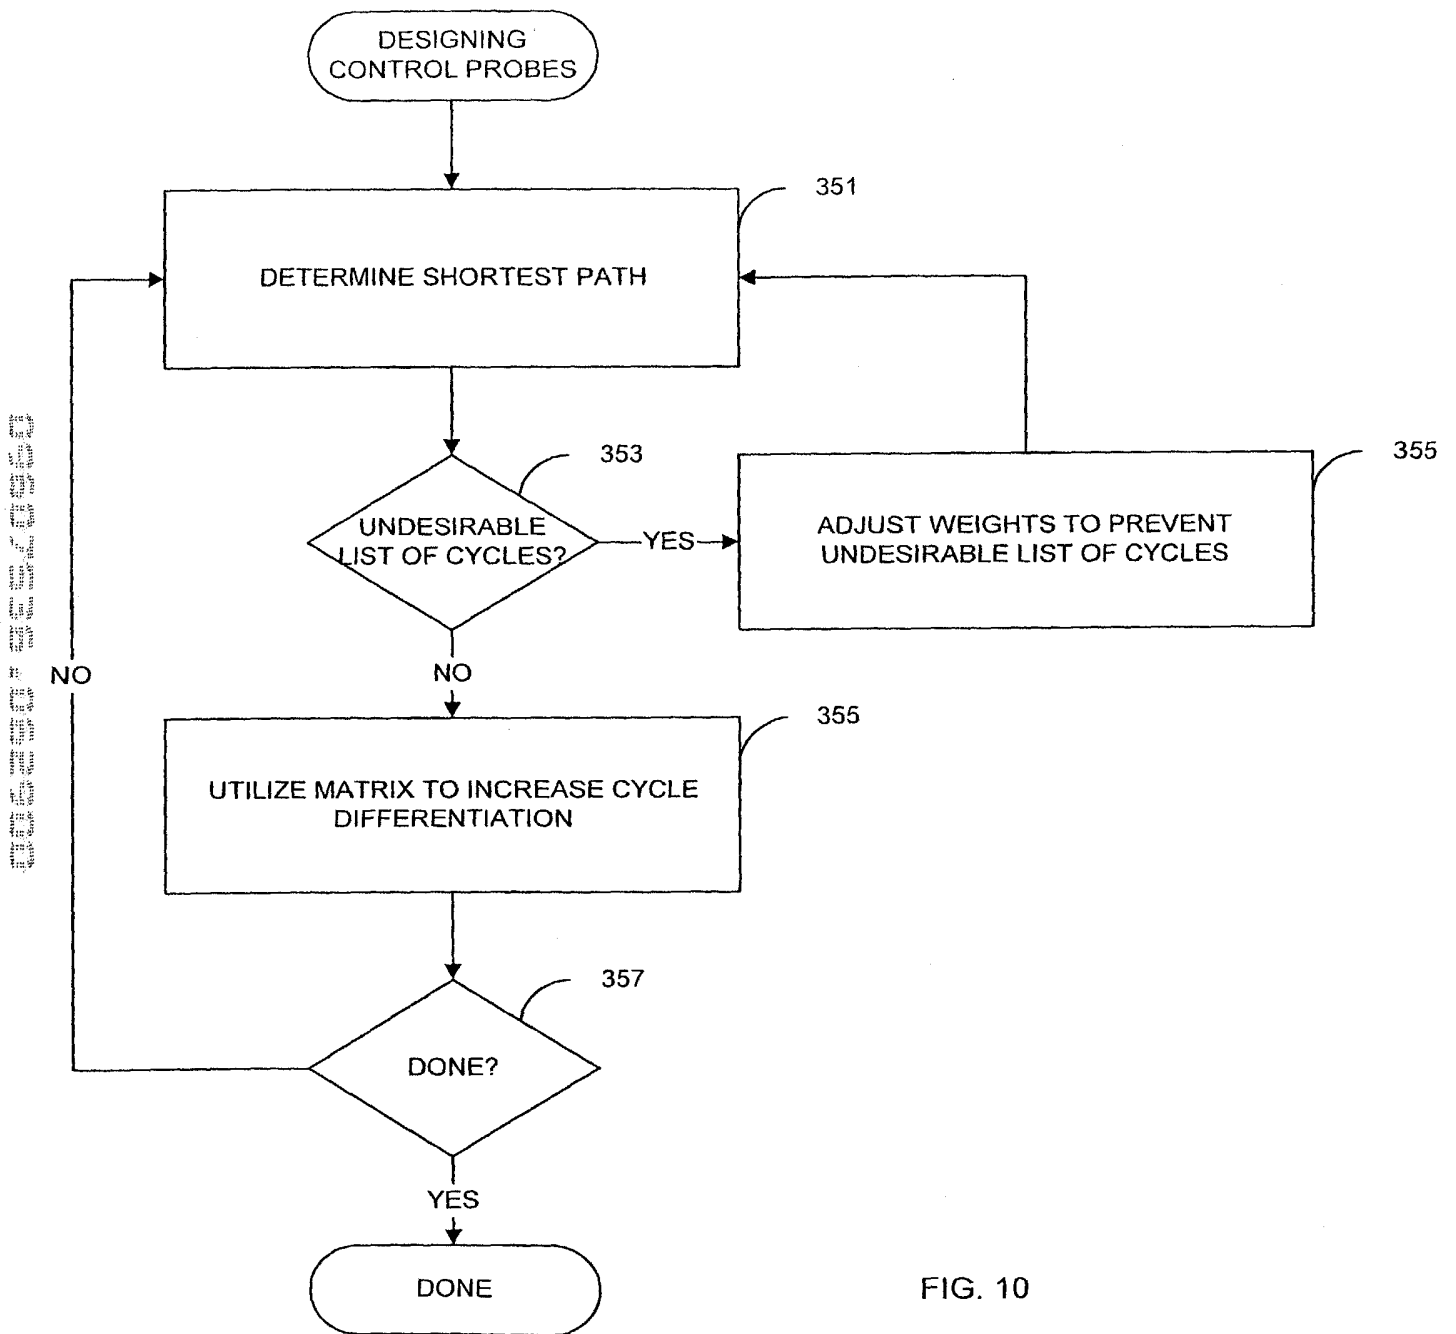 DESIGNING
CONTROL PROBES
351
DETERMINE SHORTEST PATH
353
355
UNDESIRABLE
LIST OF CYCLES?
YES
ADJUST WEIGHTS TO PREVENT
UNDESIRABLE LIST OF CYCLES
NO
NO
355
UTILIZE MATRIX TO INCREASE CYCLE
DIFFERENTIATION
357
DONE?
YES
DONE
FIG. 10